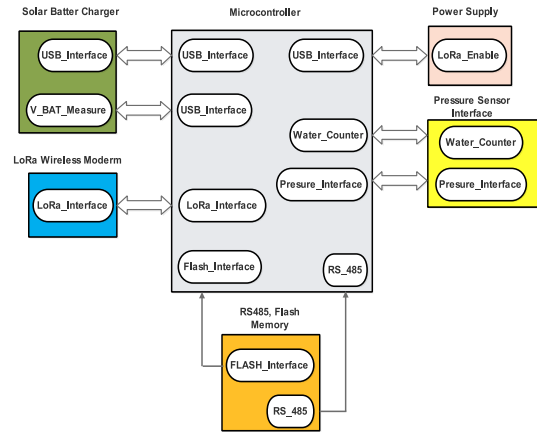 Solar Batter Charger
Microcontroller
Power Supply
USB_Interface
USB_Interface
USB_Interface
LoRa_Enable
V_BAT_Measure
USB_Interface
Pressure Sensor
Interface
Water_Counter
Water_Counter
LoRa Wireless Moderm
Presure_Interface
Presure_Interface
LoRa_Interface
LoRa_Interface
Flash_Interface
RS_485
RS485, Flash
Memory
FLASH_Interface
RS_485